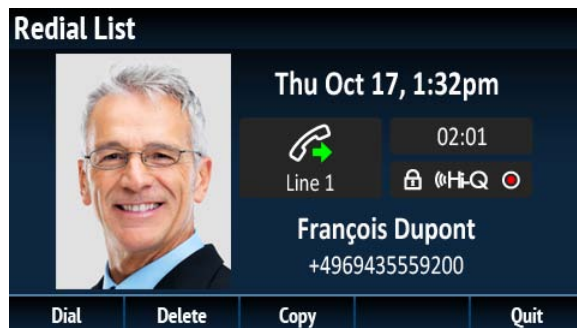 Redial List
Thu Oct 17, 1:32pm
02:01
Line 1
Hi-Q
François Dupont
+4969435559200
Dial Delete Copy Quit